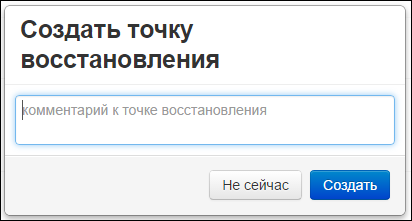 Создать точку
восстановления
комментарий к точке восстановления
Не сейчас
Создать